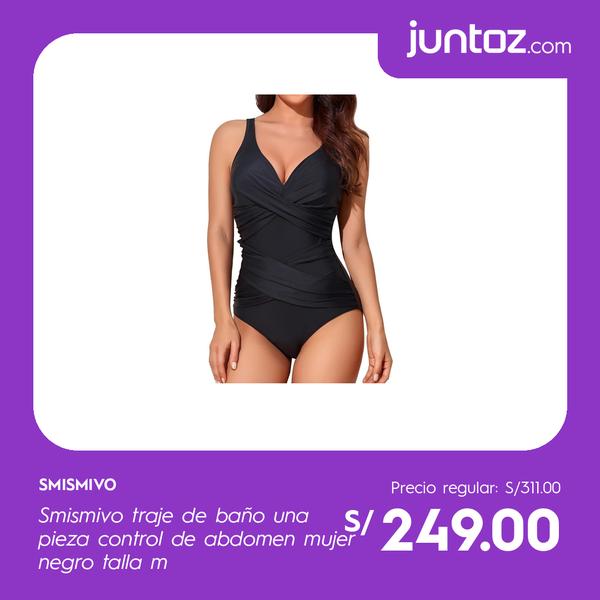 juntoz.com
SMISMIVO
Smismivo traje de baño una
pieza control de abdomen mujer
negro talla m
Precio regular: S/311.00
S/249.00